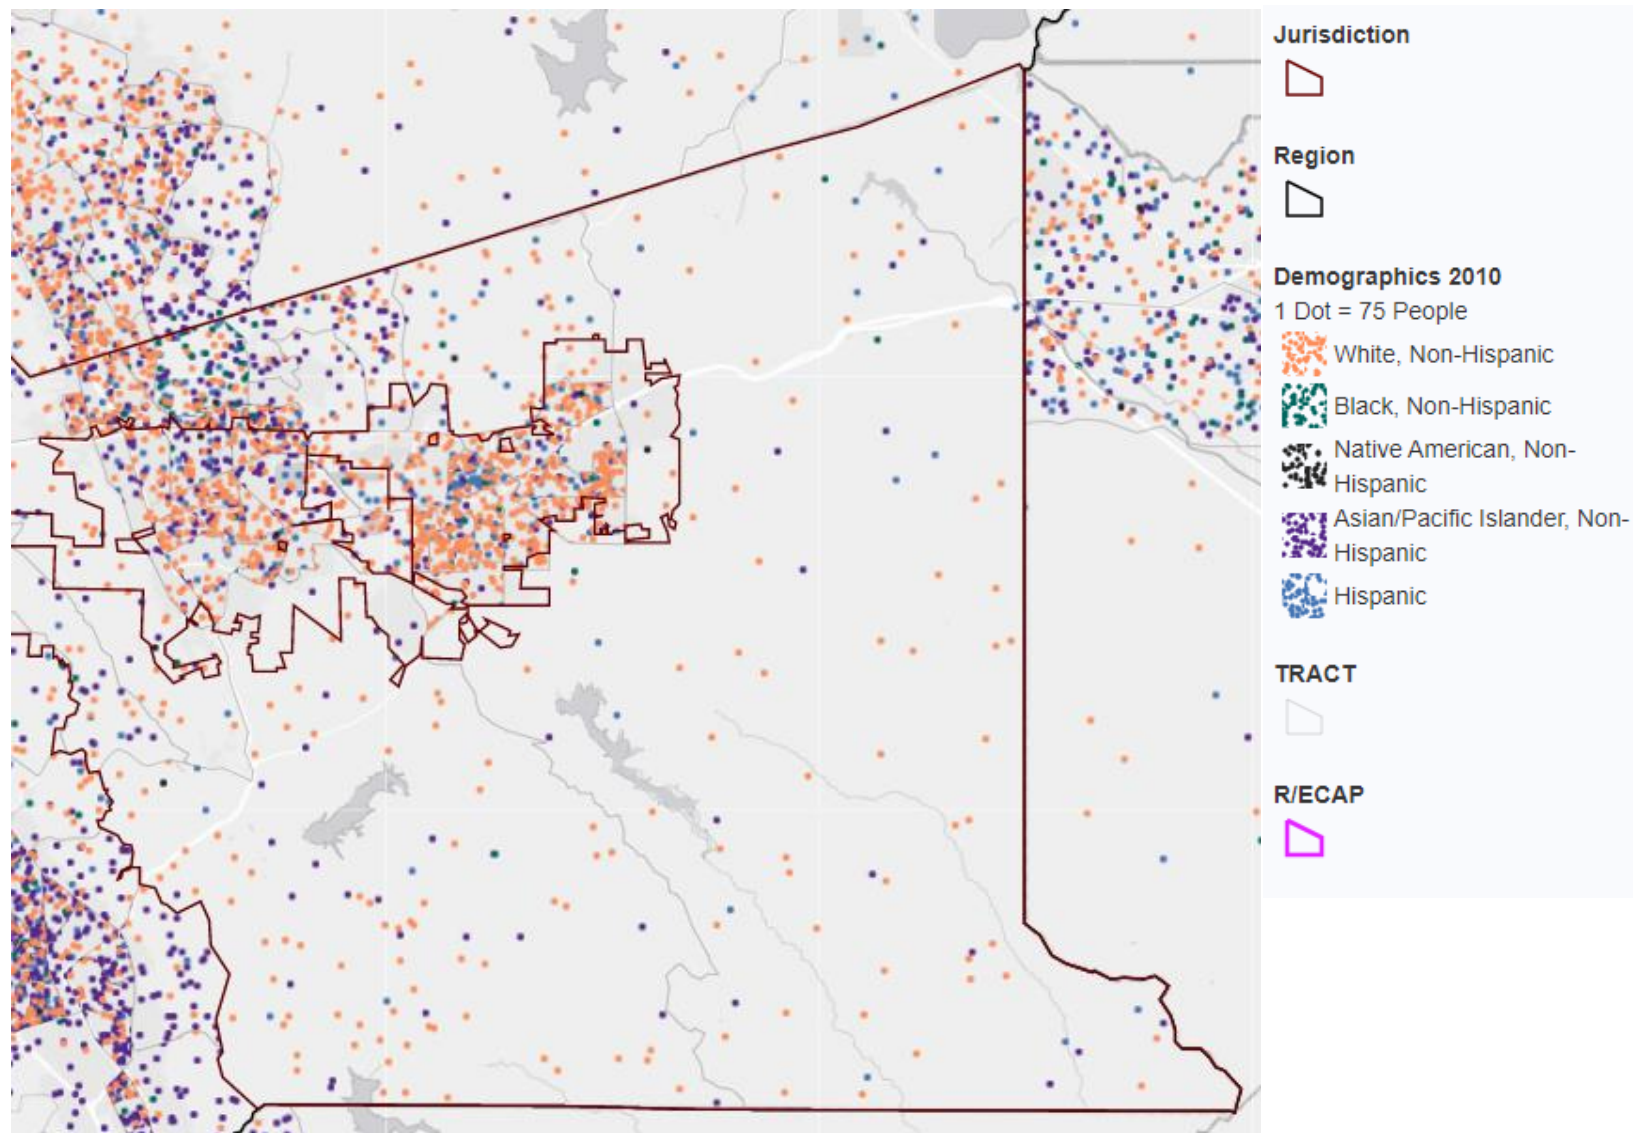 Jurisdiction
Region
Demographics 2010
1 Dot = 75 People
White, Non-Hispanic
Black, Non-Hispanic
Native American, Non-
Hispanic
Asian/Pacific Islander, Non-
Hispanic
Hispanic
TRACT
R/ECAP